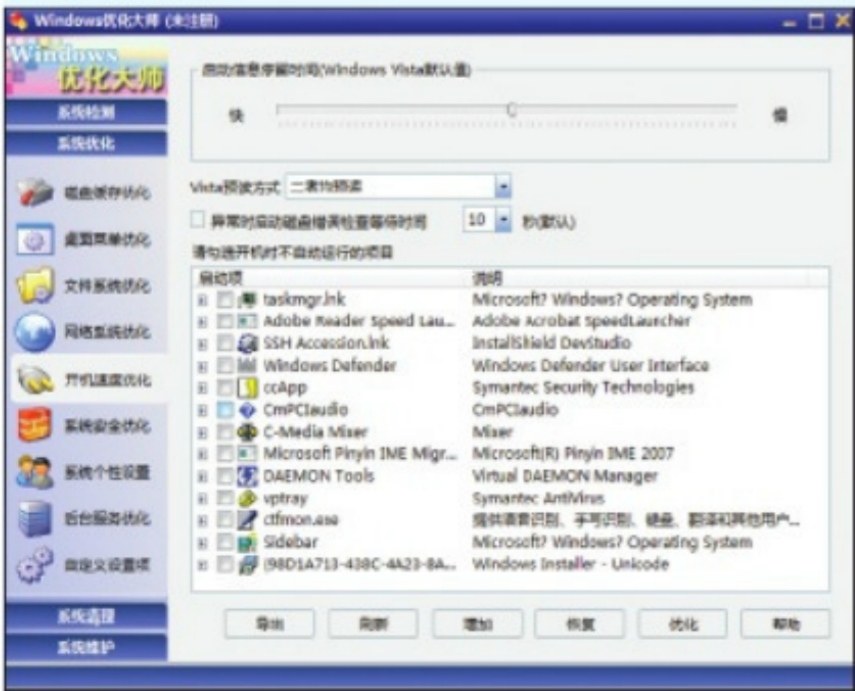 Windows优化大师 (未注册)
Windows
优化大师
系统检测
系统优化
磁盘缓存优化
桌面菜单优化
文件系统优化
网络系统优化
开机速度优化
系统安全优化
系统个性设置
后台服务优化
自定义设置项
系统清理
系统维护
启动信息停留时间(Windows Vista默认值)
快
慢
Vista预读方式
异常时启动磁盘错误检查等待时间 10 秒(默认)
请勾选开机时不自动运行的项目
启动项 说明
taskmgr.lnk Microsoft? Windows? Operating System
Adobe Reader Speed Lau... Adobe Acrobat SpeedLauncher
SSH Accession.lnk InstallShield DevStudio
Windows Defender Windows Defender User Interface
ccApp Symantec Security Technologies
CmPCIaudio CmPCIaudio
C-Media Mixer Mixer
Microsoft Pinyin IME Migr... Microsoft(R) Pinyin IME 2007
DAEMON Tools Virtual DAEMON Manager
vptray Symantec AntiVirus
ctfmon.exe 提供语音识别、手写识别、键盘、翻译和其他用户...
Sidebar Microsoft? Windows? Operating System
{98D1A713-438C-4A23-8A... Windows Installer - Unicode
导出 刷新 增加 恢复 优化 帮助